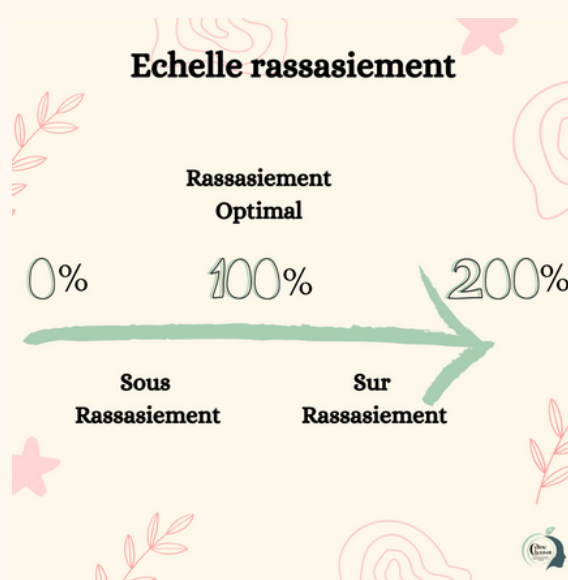 Echelle rassasiement
Rassasiement
Optimal
0%
100%
200%
Sous
Rassasiement
Sur
Rassasiement